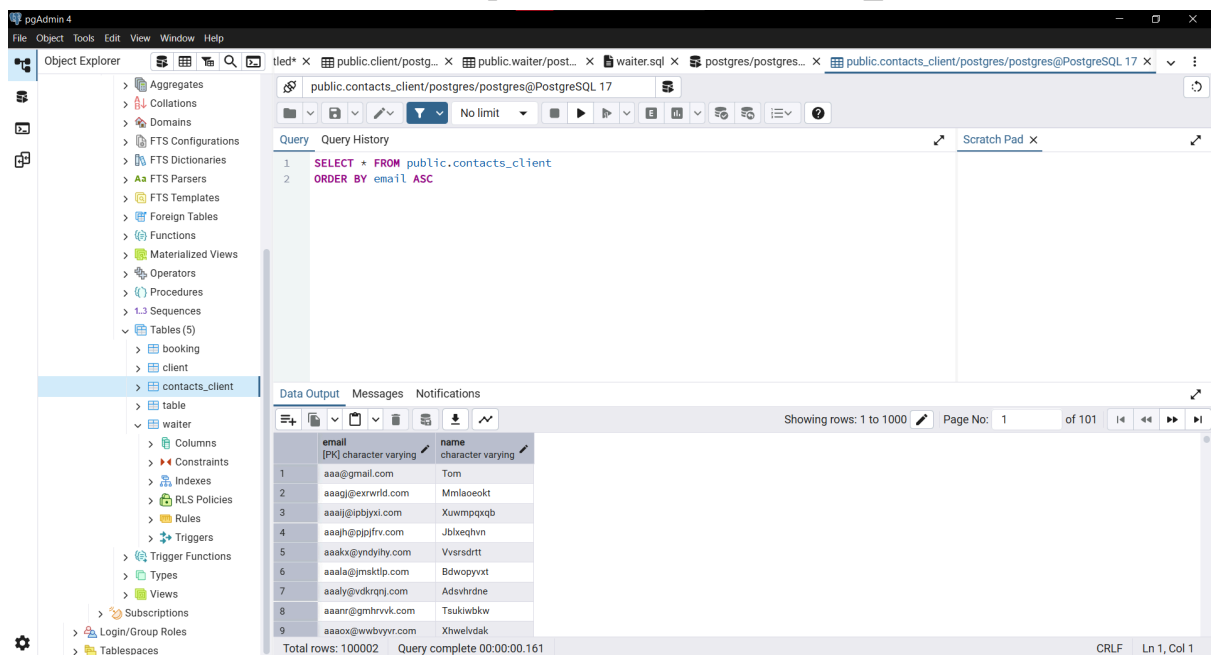 pgAdmin 4
File Object Tools Edit View Window Help
Object Explorer
tled* public.client/postg... public.waiter/post... waiter.sql postgres/postgres... public.contacts_client/postgres/postgres@PostgreSQL 17
Aggregates
Collations
Domains
FTS Configurations
FTS Dictionaries
Aa FTS Parsers
FTS Templates
Foreign Tables
Functions
Materialized Views
Operators
Procedures
1..3 Sequences
Tables (5)
booking
client
contacts_client
table
waiter
Columns
Constraints
Indexes
RLS Policies
Rules
Triggers
Trigger Functions
Types
Views
Subscriptions
Login/Group Roles
Tablespaces
public.contacts_client/postgres/postgres@PostgreSQL 17
No limit
E
Query Query History
Scratch Pad
1 SELECT * FROM public.contacts_client
2 ORDER BY email ASC
Data Output Messages Notifications
Showing rows: 1 to 1000 Page No: 1 of 101
email name
[PK] character varying character varying
1 aaa@gmail.com Tom
2 aaagj@exrwrld.com Mmlaoeokt
3 aaaij@ipbjyxi.com Xuwmpqxqb
4 aaajh@pjpjfrv.com Jblxeqhvn
5 aaakx@yndyihy.com Vvsrsdrtt
6 aaala@jmsktlp.com Bdwopyvxt
7 aaaly@vdkrqnj.com Adsvhrdne
8 aaanr@gmhrvvk.com Tsukiwbkw
9 aaaox@wwbvyvr.com Xhwelvdak
Total rows: 100002 Query complete 00:00:00.161 CRLF Ln 1, Col 1